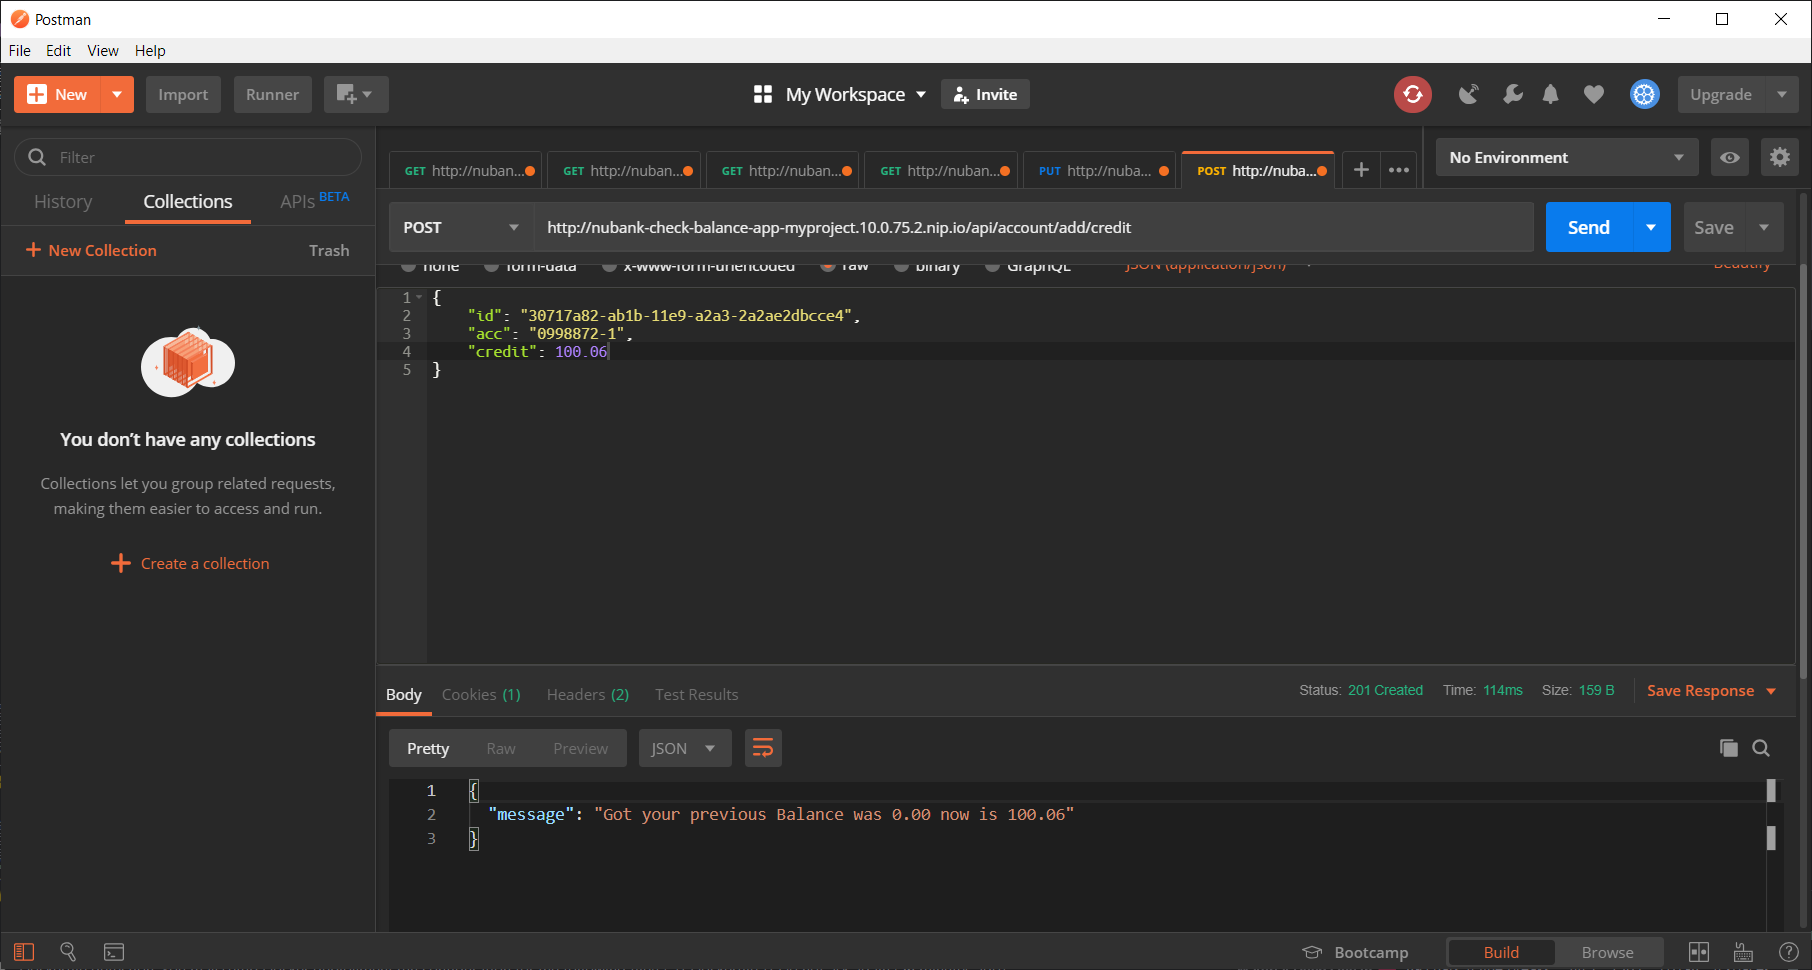 Postman
File Edit View Help
New Import Runner My Workspace Invite Upgrade
Filter
History Collections APIs BETA
New Collection Trash
You don’t have any collections
Collections let you group related requests,
making them easier to access and run.
Create a collection
GET http://nuban... GET http://nuban... GET http://nuban... GET http://nuban... PUT http://nuba... POST http://nuba... No Environment
POST http://nubank-check-balance-app-myproject.10.0.75.2.nip.io/api/account/add/credit Send Save
none form-data x-www-form-urlencoded raw binary GraphQL JSON (application/json) Beautify
1 {
2 "id": "30717a82-ab1b-11e9-a2a3-2a2ae2dbcce4",
3 "acc": "0998872-1",
4 "credit": 100.06
5 }
Body Cookies (1) Headers (2) Test Results Status: 201 Created Time: 114ms Size: 159 B Save Response
Pretty Raw Preview JSON
1 {
2 "message": "Got your previous Balance was 0.00 now is 100.06"
3 }
Bootcamp Build Browse